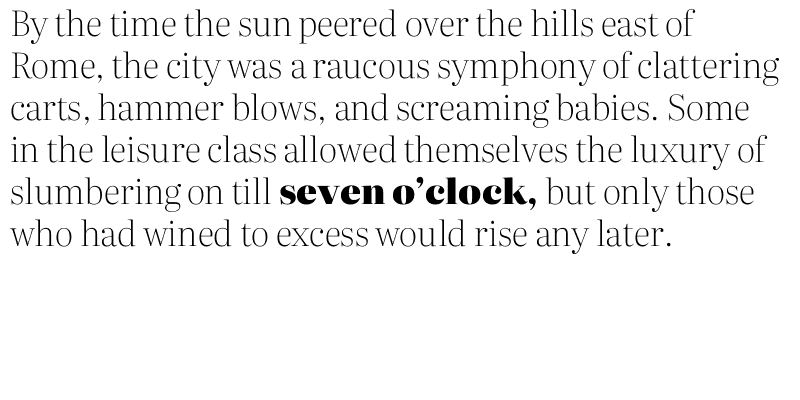 By the time the sun peered over the hills east of
Rome, the city was a raucous symphony of clattering
carts, hammer blows, and screaming babies. Some
in the leisure class allowed themselves the luxury of
slumbering on till seven o’clock, but only those
who had wined to excess would rise any later.